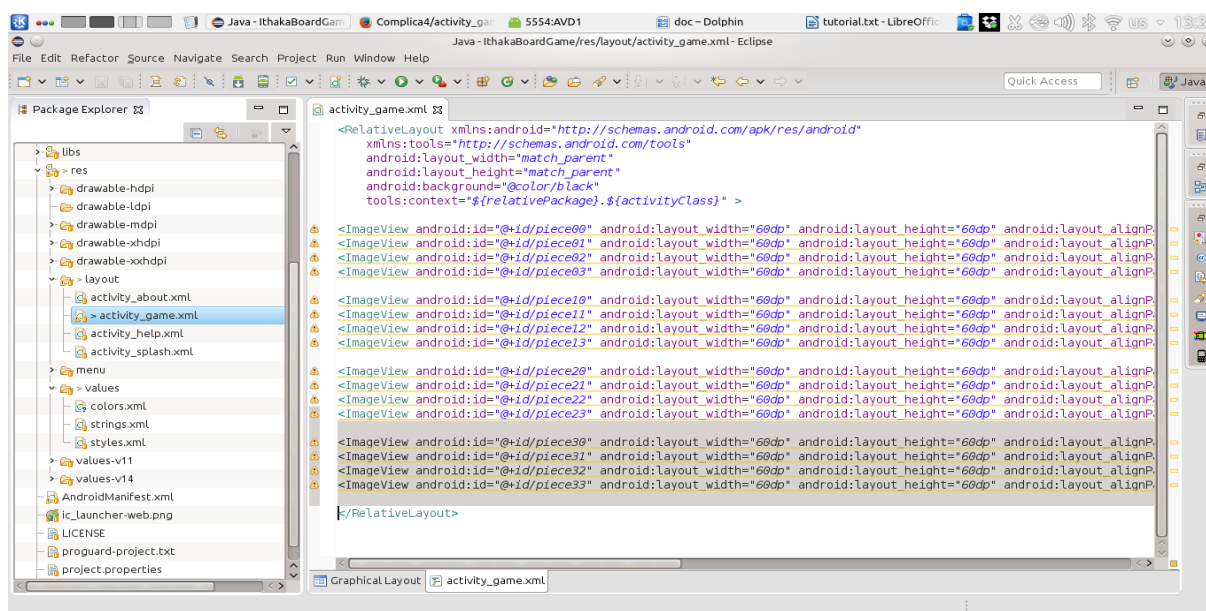 Java - IthakaBoardGam
Complica4/activity_gar
5554:AVD1
doc – Dolphin
tutorial.txt - LibreOffic
US
Java - IthakaBoardGame/res/layout/activity_game.xml - Eclipse
File Edit Refactor Source Navigate Search Project Run Window Help
Quick Access
Java
Package Explorer
activity_game.xml
libs
> res
drawable-hdpi
drawable-ldpi
drawable-mdpi
drawable-xhdpi
drawable-xxhdpi
> layout
activity_about.xml
> activity_game.xml
activity_help.xml
activity_splash.xml
menu
> values
colors.xml
strings.xml
styles.xml
values-v11
values-v14
AndroidManifest.xml
ic_launcher-web.png
LICENSE
proguard-project.txt
project.properties
<RelativeLayout xmlns:android="http://schemas.android.com/apk/res/android"
xmlns:tools="http://schemas.android.com/tools"
android:layout_width="match_parent"
android:layout_height="match_parent"
android:background="@color/black"
tools:context="${relativePackage}.${activityClass}" >
<ImageView android:id="@+id/piece00" android:layout_width="60dp" android:layout_height="60dp" android:layout_alignP
<ImageView android:id="@+id/piece01" android:layout_width="60dp" android:layout_height="60dp" android:layout_alignP
<ImageView android:id="@+id/piece02" android:layout_width="60dp" android:layout_height="60dp" android:layout_alignP
<ImageView android:id="@+id/piece03" android:layout_width="60dp" android:layout_height="60dp" android:layout_alignP
<ImageView android:id="@+id/piece10" android:layout_width="60dp" android:layout_height="60dp" android:layout_alignP
<ImageView android:id="@+id/piece11" android:layout_width="60dp" android:layout_height="60dp" android:layout_alignP
<ImageView android:id="@+id/piece12" android:layout_width="60dp" android:layout_height="60dp" android:layout_alignP
<ImageView android:id="@+id/piece13" android:layout_width="60dp" android:layout_height="60dp" android:layout_alignP
<ImageView android:id="@+id/piece20" android:layout_width="60dp" android:layout_height="60dp" android:layout_alignP
<ImageView android:id="@+id/piece21" android:layout_width="60dp" android:layout_height="60dp" android:layout_alignP
<ImageView android:id="@+id/piece22" android:layout_width="60dp" android:layout_height="60dp" android:layout_alignP
<ImageView android:id="@+id/piece23" android:layout_width="60dp" android:layout_height="60dp" android:layout_alignP
<ImageView android:id="@+id/piece30" android:layout_width="60dp" android:layout_height="60dp" android:layout_alignP
<ImageView android:id="@+id/piece31" android:layout_width="60dp" android:layout_height="60dp" android:layout_alignP
<ImageView android:id="@+id/piece32" android:layout_width="60dp" android:layout_height="60dp" android:layout_alignP
<ImageView android:id="@+id/piece33" android:layout_width="60dp" android:layout_height="60dp" android:layout_alignP
</RelativeLayout>
Graphical Layout
activity_game.xml